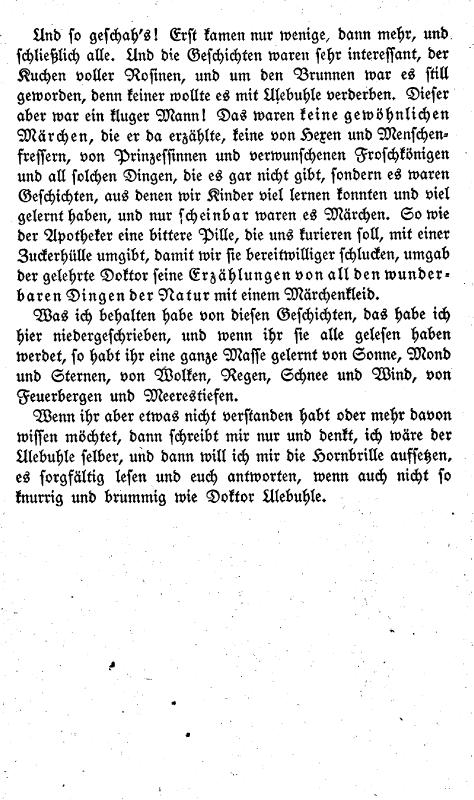 Und so geschah's! Erst kamen nur wenige, dann mehr, und
schließlich alle. Und die Geschichten waren sehr interessant, der
Kuchen voller Rosinen, und um den Brunnen war es still
geworden, denn keiner wollte es mit Ulebuhle verderben. Dieser
aber war ein kluger Mann! Das waren keine gewöhnlichen
Märchen, die er da erzählte, keine von Hexen und Menschen-
fressern, von Prinzessinnen und verwunschenen Froschkönigen
und all solchen Dingen, die es gar nicht gibt, sondern es waren
Geschichten, aus denen wir Kinder viel lernen konnten und viel
gelernt haben, und nur scheinbar waren es Märchen. So wie
der Apotheker eine bittere Pille, die uns kurieren soll, mit einer
Zuckerhülle umgibt, damit wir sie bereitwilliger schlucken, umgab
der gelehrte Doktor seine Erzählungen von all den wunder-
baren Dingen der Natur mit einem Märchenkleid.
Was ich behalten habe von diesen Geschichten, das habe ich
hier niedergeschrieben, und wenn ihr sie alle gelesen haben
werdet, so habt ihr eine ganze Masse gelernt von Sonne, Mond
und Sternen, von Wolken, Regen, Schnee und Wind, von
Feuerbergen und Meerestiefen.
Wenn ihr aber etwas nicht verstanden habt oder mehr davon
wissen möchtet, dann schreibt mir nur und denkt, ich wäre der
Ulebuhle selber, und dann will ich mir die Hornbrille aufsetzen,
es sorgfältig lesen und euch antworten, wenn auch nicht so
knurrig und brummig wie Doktor Ulebuhle.